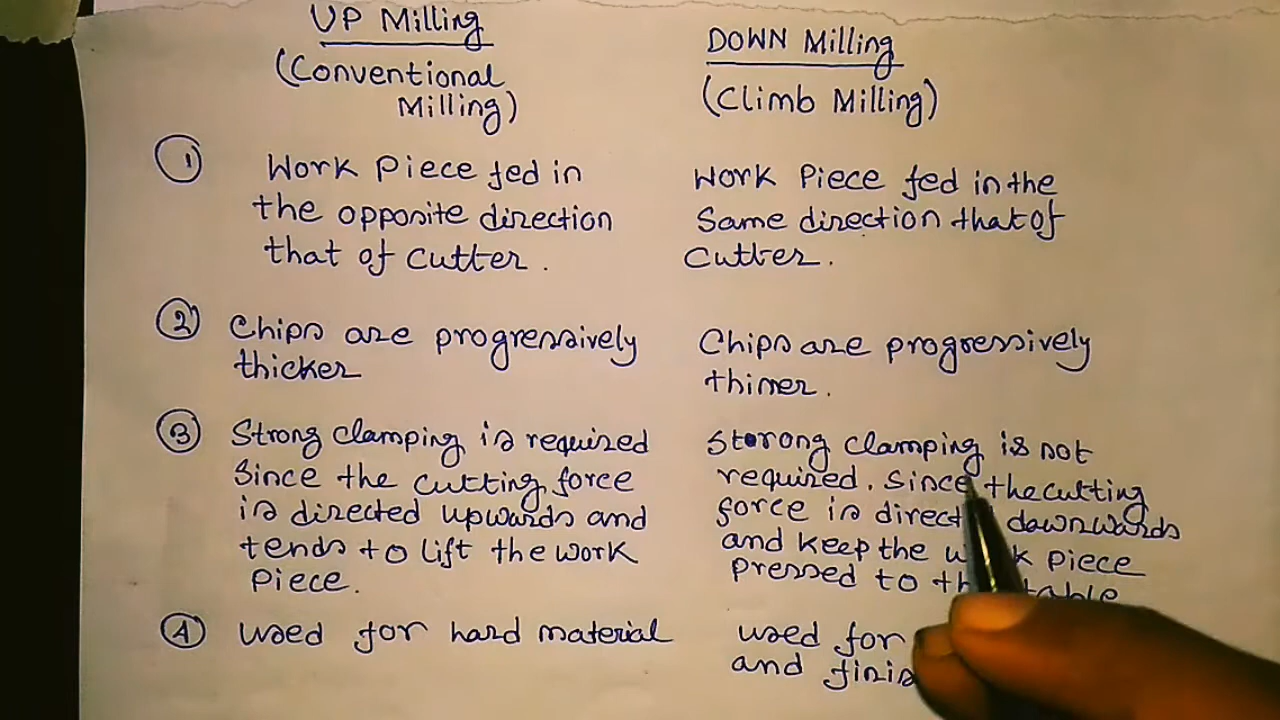 UP Milling
(Conventional
Milling)
① Work Piece fed in
the opposite direction
that of cutter.
② Chips are progressively
thicker
③ Strong clamping is required
Since the cutting force
is directed upwards and
tends to lift the work
Piece.
④ used for hard material
DOWN Milling
(Climb Milling)
Work Piece fed in the
Same direction that of
Cutter.
Chips are progressively
thiner.
Strong clamping is not
required. Since the cutting
force is downwards
and keep the Piece
pressed to table
used for
and